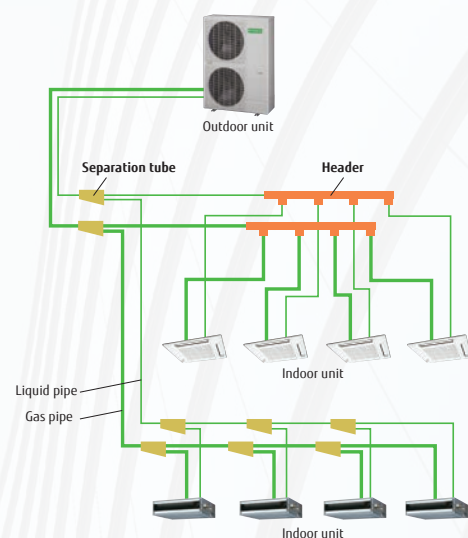 Outdoor unit
Separation tube
Header
Indoor unit
Liquid pipe
Gas pipe
Indoor unit